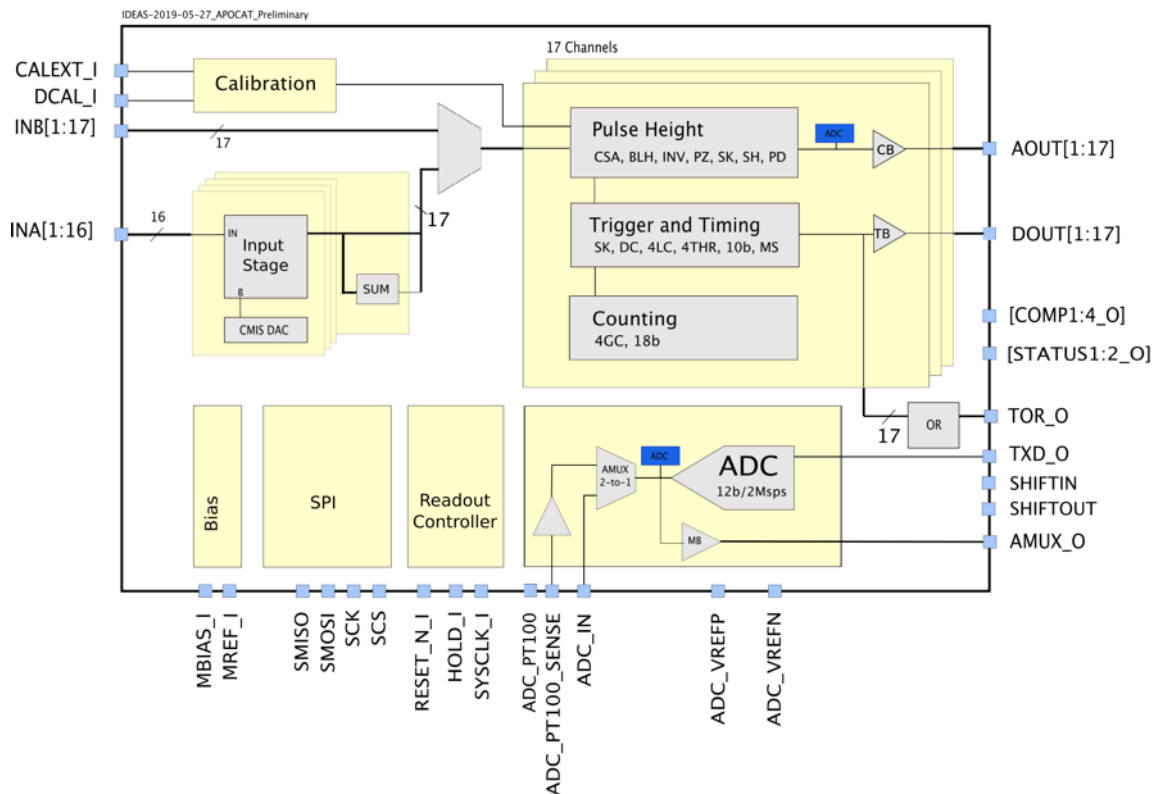 IDEAS-2019-05-27_APOCAT_Preliminary
17 Channels
CALEXT_I
DCAL_I
Calibration
INB[1:17]
17
INA[1:16]
16
IN
Input
Stage
B
CMIS DAC
SUM
17
Pulse Height
CSA, BLH, INV, PZ, SK, SH, PD
ADC
CB
AOUT[1:17]
Trigger and Timing
SK, DC, 4LC, 4THR, 10b, MS
TB
DOUT[1:17]
Counting
4GC, 18b
[COMP1:4_O]
[STATUS1:2_O]
17
OR
TOR_O
TXD_O
SHIFTIN
SHIFTOUT
AMUX_O
Bias
SPI
Readout
Controller
AMUX
2-to-1
ADC
ADC
12b/2Msps
MB
MBIAS_I
MREF_I
SMISO
SMOSI
SCK
SCS
RESET_N_I
HOLD_I
SYSCLK_I
ADC_PT100
ADC_PT100_SENSE
ADC_IN
ADC_VREFP
ADC_VREFN